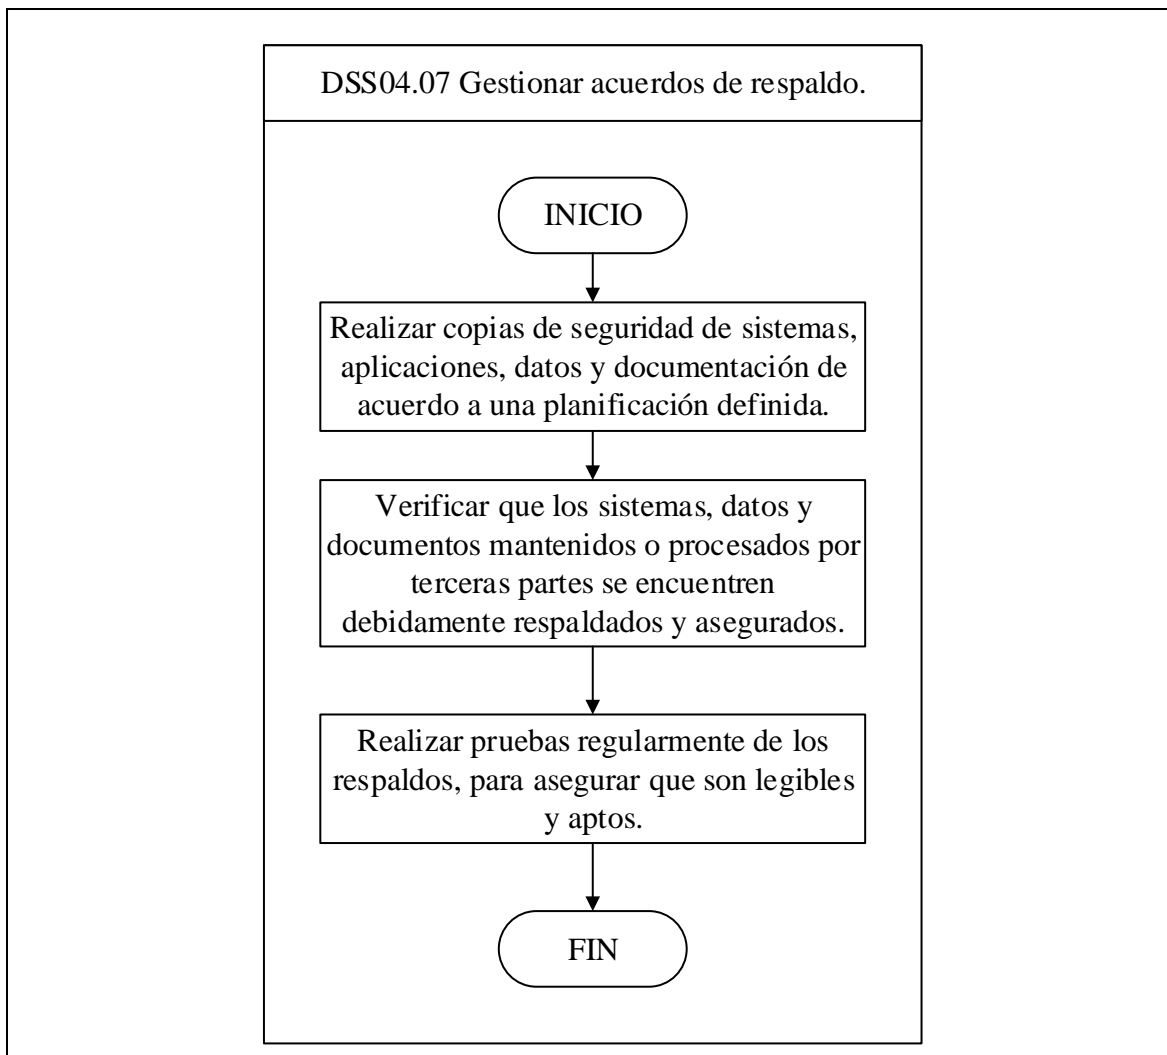 DSS04.07 Gestionar acuerdos de respaldo.
INICIO
Realizar copias de seguridad de sistemas,
aplicaciones, datos y documentación de
acuerdo a una planificación definida.
Verificar que los sistemas, datos y
documentos mantenidos o procesados por
terceras partes se encuentren
debidamente respaldados y asegurados.
Realizar pruebas regularmente de los
respaldos, para asegurar que son legibles
y aptos.
FIN